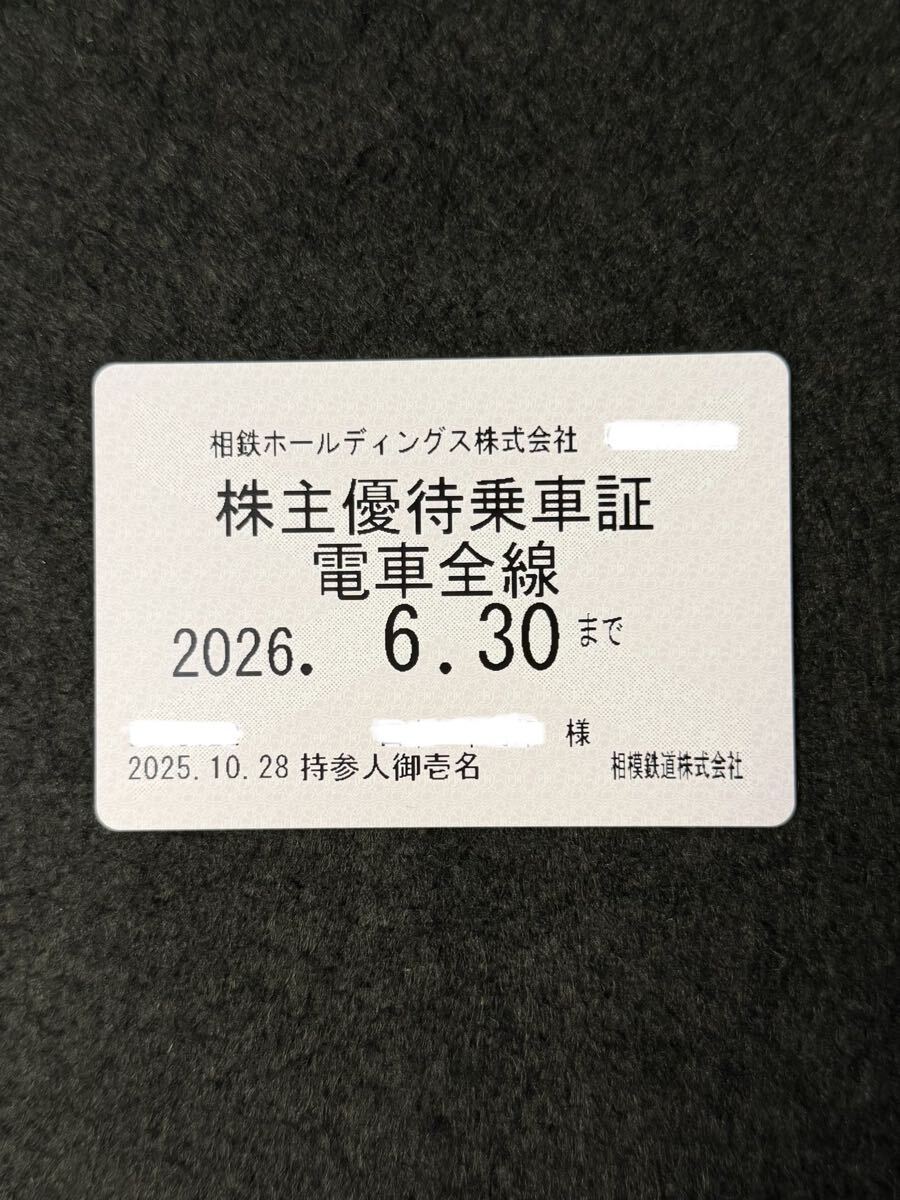 相鉄ホールディングス株式会社
株主優待乗車証
電車全線
2026. 6.30まで
様
2025.10.28 持参人御壱名 相模鉄道株式会社